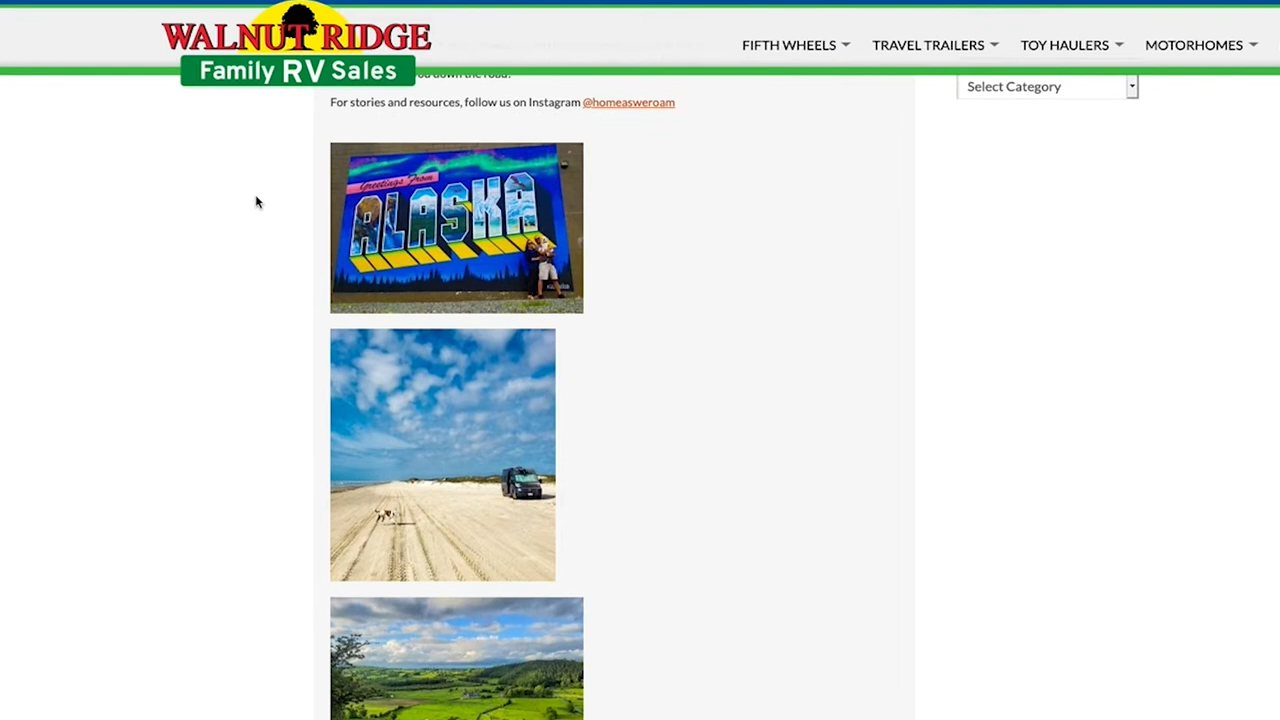 WALNUT RIDGE
Family RV Sales
FIFTH WHEELS
TRAVEL TRAILERS
TOY HAULERS
MOTORHOMES
you down the road.
Select Category
For stories and resources, follow us on Instagram @homeasweroam
Greetings From
ALASKA